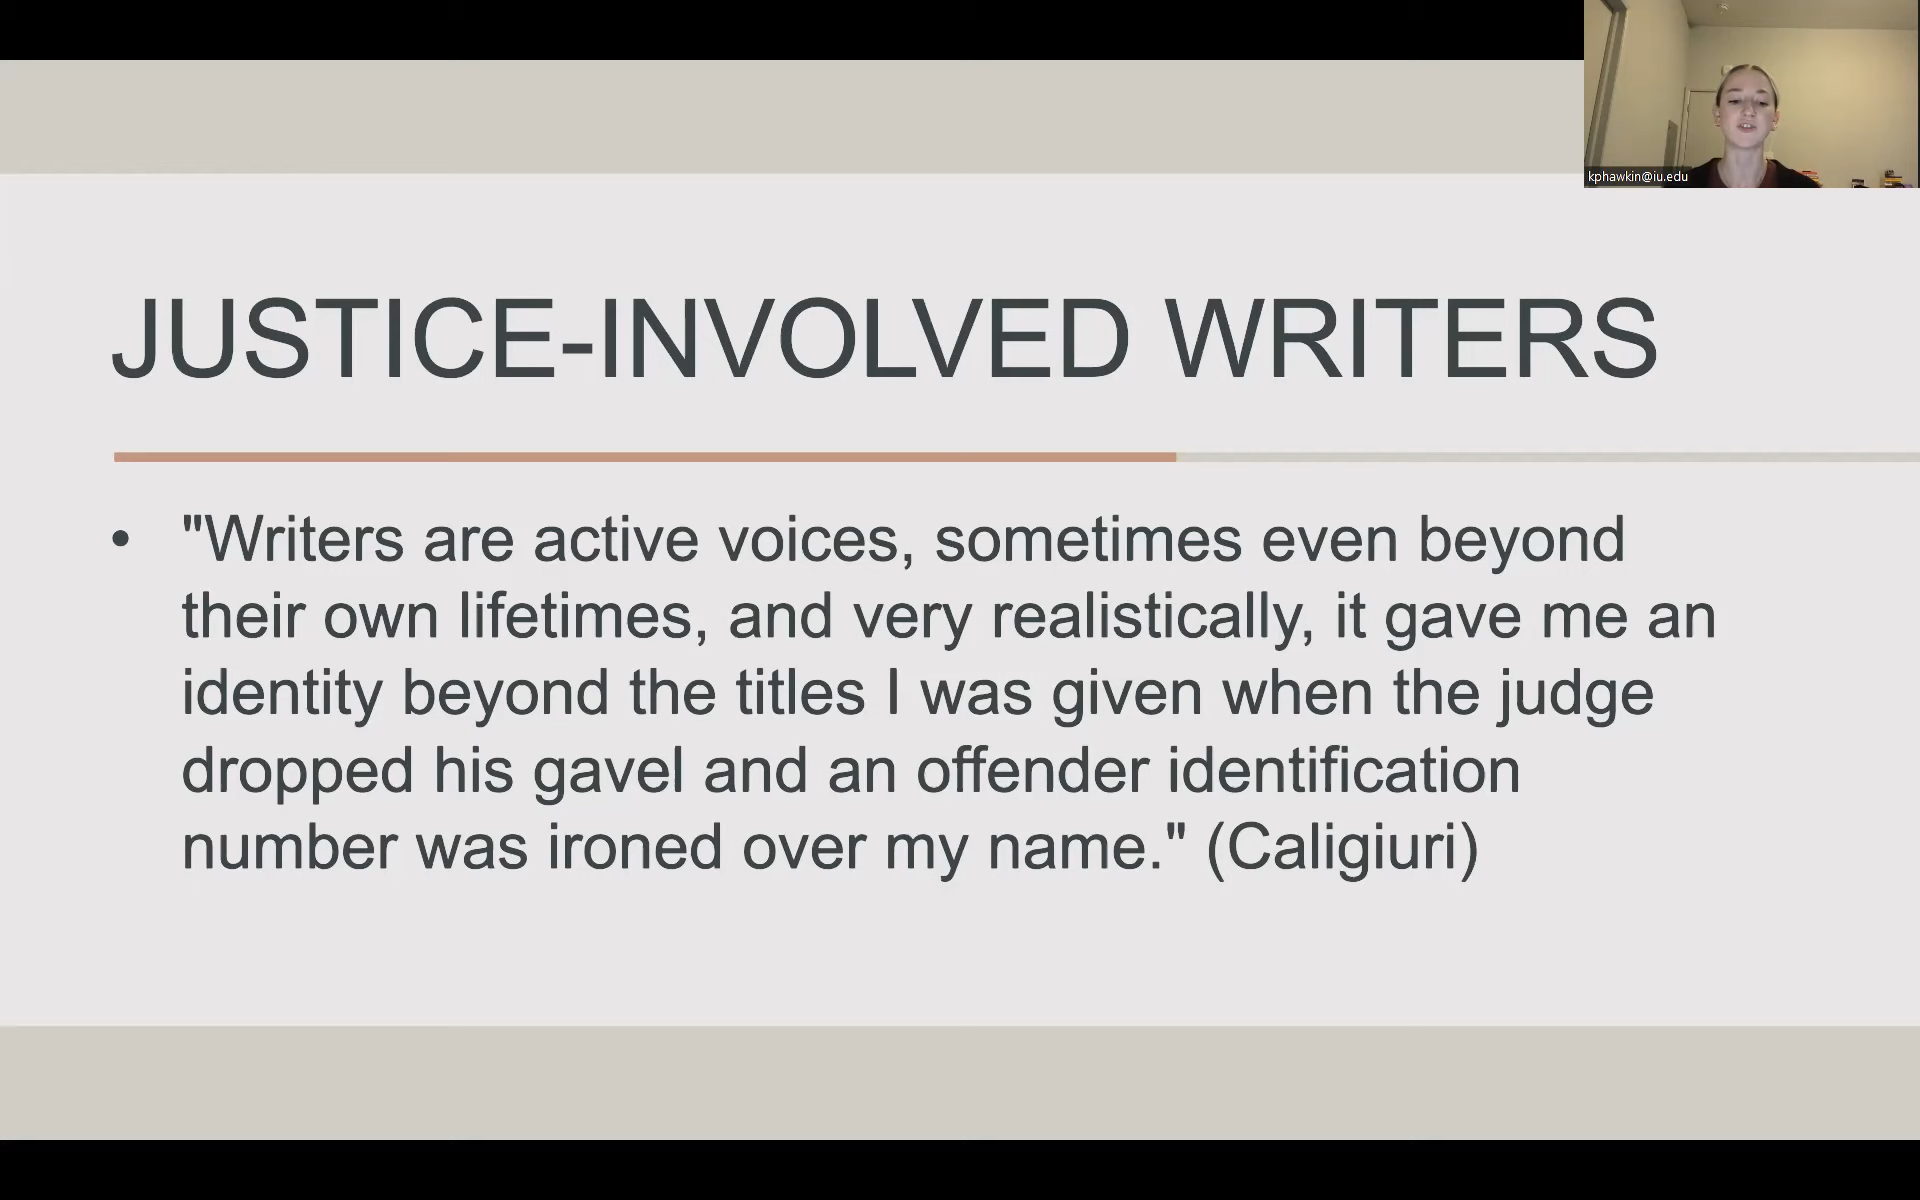 kphawkin@iu.edu
JUSTICE-INVOLVED WRITERS
• "Writers are active voices, sometimes even beyond
their own lifetimes, and very realistically, it gave me an
identity beyond the titles I was given when the judge
dropped his gavel and an offender identification
number was ironed over my name." (Caligiuri)